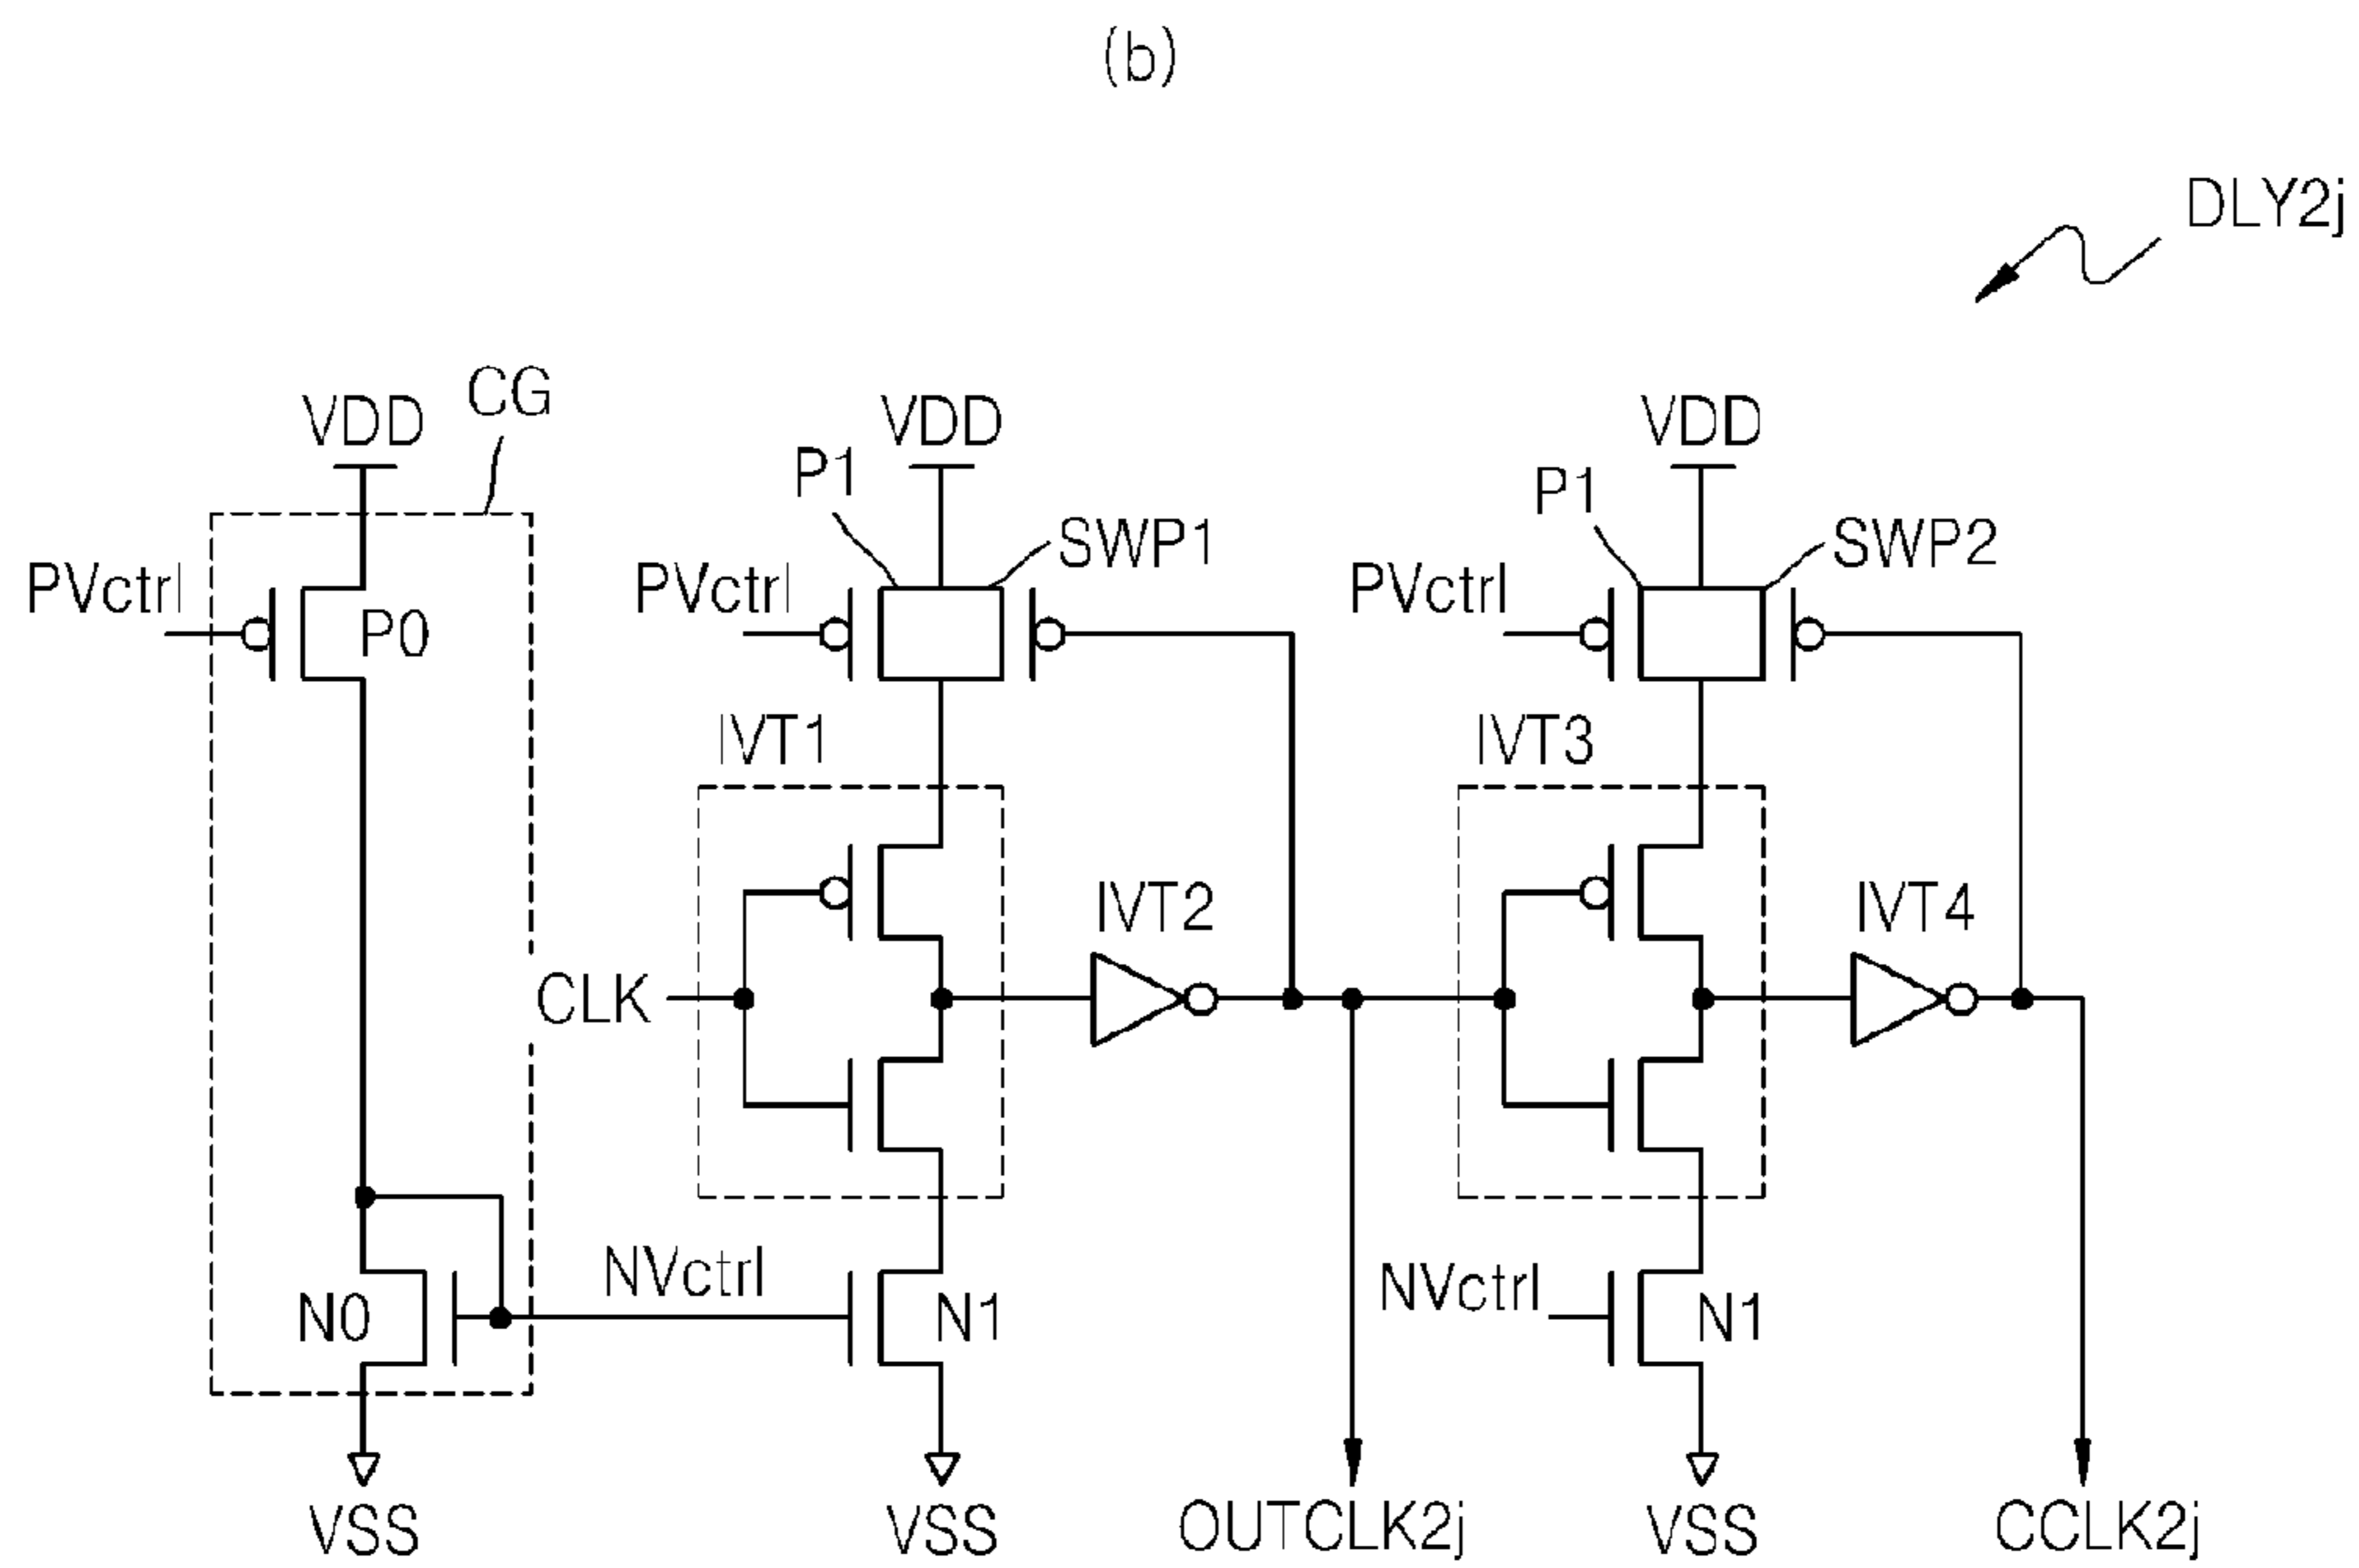 (b)
DLY2j
CG
VDD
VDD
VDD
P1
P1
SWP1
SWP2
PVctrl
P0
PVctrl
PVctrl
IVT1
IVT3
IVT2
IVT4
CLK
NVctrl
NVctrl
N0
N1
N1
VSS
VSS
OUTCLK2j
VSS
CCLK2j